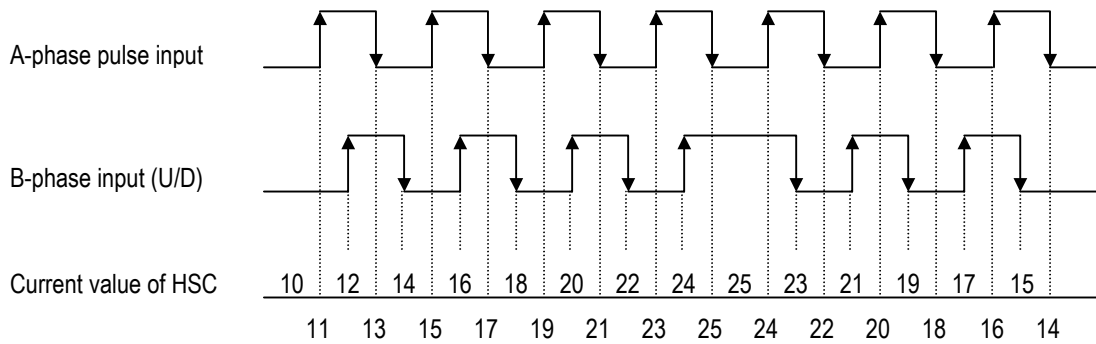 A-phase pulse input
B-phase input (U/D)
Current value of HSC 10 12 14 16 18 20 22 24 25 23 21 19 17 15
11 13 15 17 19 21 23 25 24 22 20 18 16 14